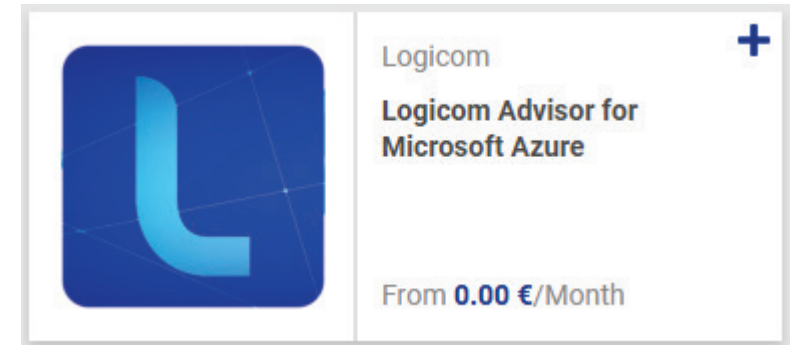 Logicom
Logicom Advisor for
Microsoft Azure
From 0.00 €/Month